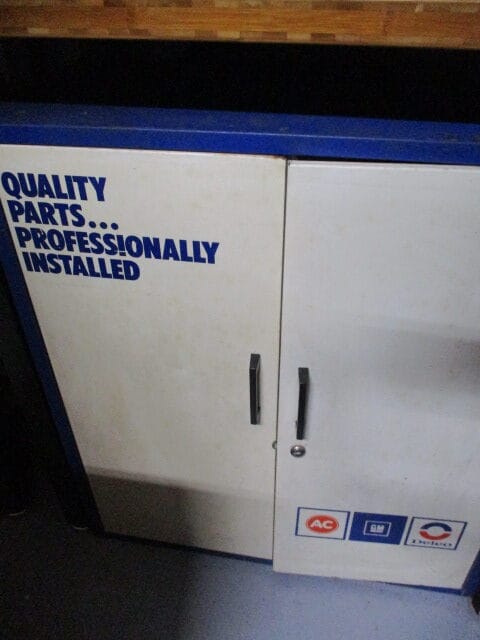 QUALITY
PARTS...
PROFESSIONALLY
INSTALLED
AC GM Delco